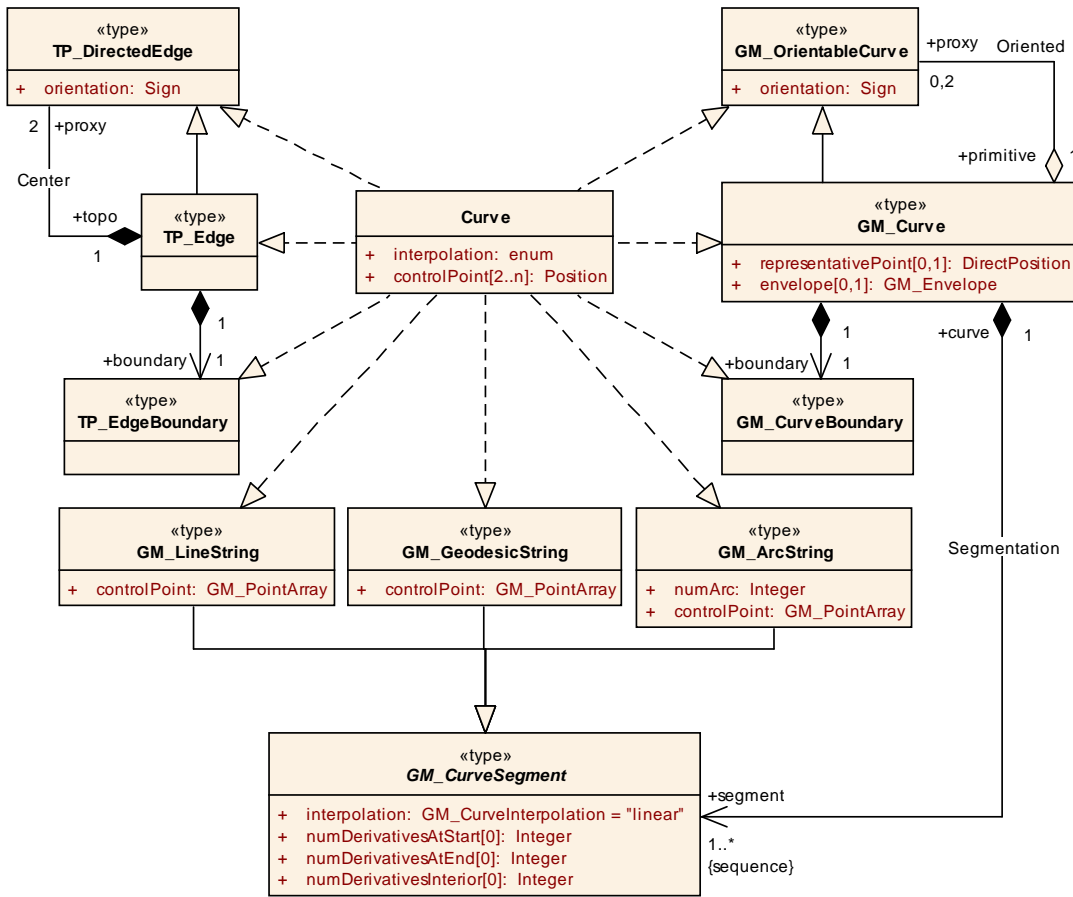 «type»
TP_DirectedEdge
+ orientation: Sign
«type»
GM_OrientableCurve
+ orientation: Sign
+proxy
Oriented
0,2
2
+proxy
Center
+topo
1
«type»
TP_Edge
Curve
+ interpolation: enum
+ controlPoint[2..n]: Position
+primitive
1
«type»
GM_Curve
+ representativePoint[0,1]: DirectPosition
+ envelope[0,1]: GM_Envelope
1
+boundary
1
1
+boundary
1
+curve
1
«type»
TP_EdgeBoundary
«type»
GM_CurveBoundary
«type»
GM_LineString
+ controlPoint: GM_PointArray
«type»
GM_GeodesicString
+ controlPoint: GM_PointArray
«type»
GM_ArcString
+ numArc: Integer
+ controlPoint: GM_PointArray
Segmentation
«type»
GM_CurveSegment
+ interpolation: GM_CurveInterpolation = "linear"
+ numDerivativesAtStart[0]: Integer
+ numDerivativesAtEnd[0]: Integer
+ numDerivativesInterior[0]: Integer
+segment
1..*
{sequence}